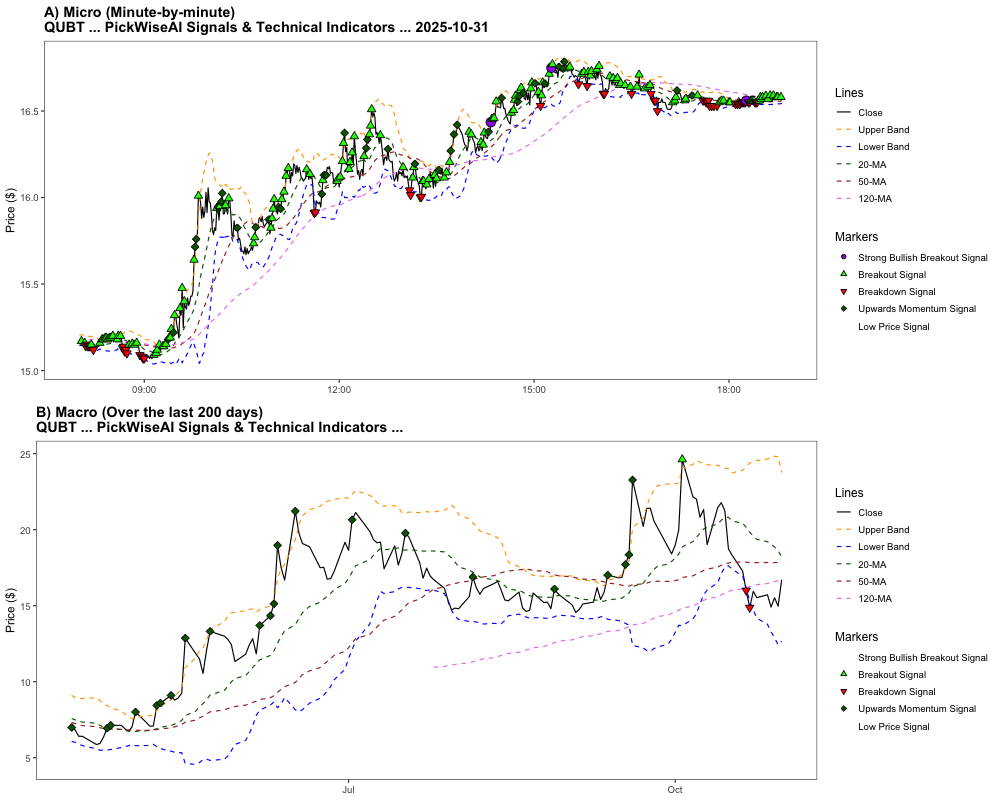 A) Micro (Minute-by-minute)
QUBT ... PickWiseAI Signals & Technical Indicators ... 2025-10-31
Price ($)
16.5
16.0
15.5
15.0
09:00
12:00
15:00
18:00
Lines
Close
Upper Band
Lower Band
20-MA
50-MA
120-MA
Markers
Strong Bullish Breakout Signal
Breakout Signal
Breakdown Signal
Upwards Momentum Signal
Low Price Signal
B) Macro (Over the last 200 days)
QUBT ... PickWiseAI Signals & Technical Indicators ...
Price ($)
25
20
15
10
5
Jul
Oct
Lines
Close
Upper Band
Lower Band
20-MA
50-MA
120-MA
Markers
Strong Bullish Breakout Signal
Breakout Signal
Breakdown Signal
Upwards Momentum Signal
Low Price Signal